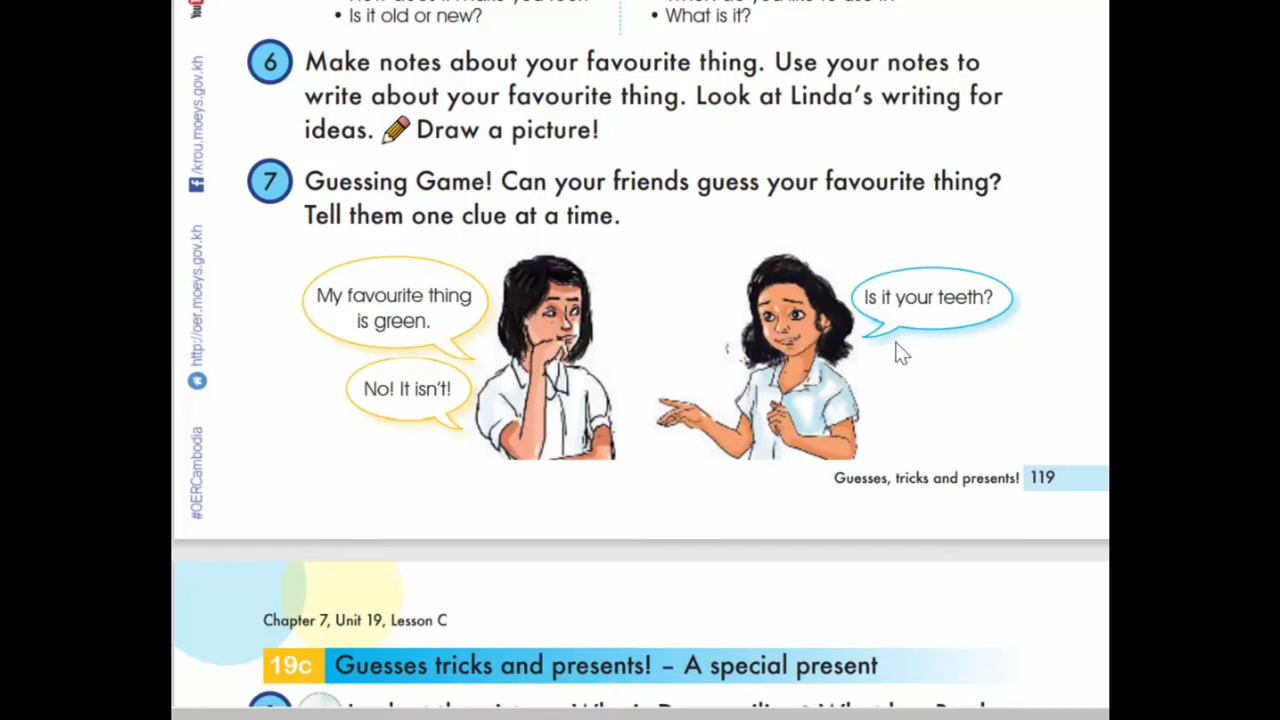 • Is it old or new?
• What is it?
6 Make notes about your favourite thing. Use your notes to
write about your favourite thing. Look at Linda's writing for
ideas. Draw a picture!
7 Guessing Game! Can your friends guess your favourite thing?
Tell them one clue at a time.
My favourite thing
is green.
Is it your teeth?
No! It isn't!
Guesses, tricks and presents! 119
/krou.moeys.gov.kh
http://oer.moeys.gov.kh
#OERCambodia
Chapter 7, Unit 19, Lesson C
19c Guesses tricks and presents! – A special present